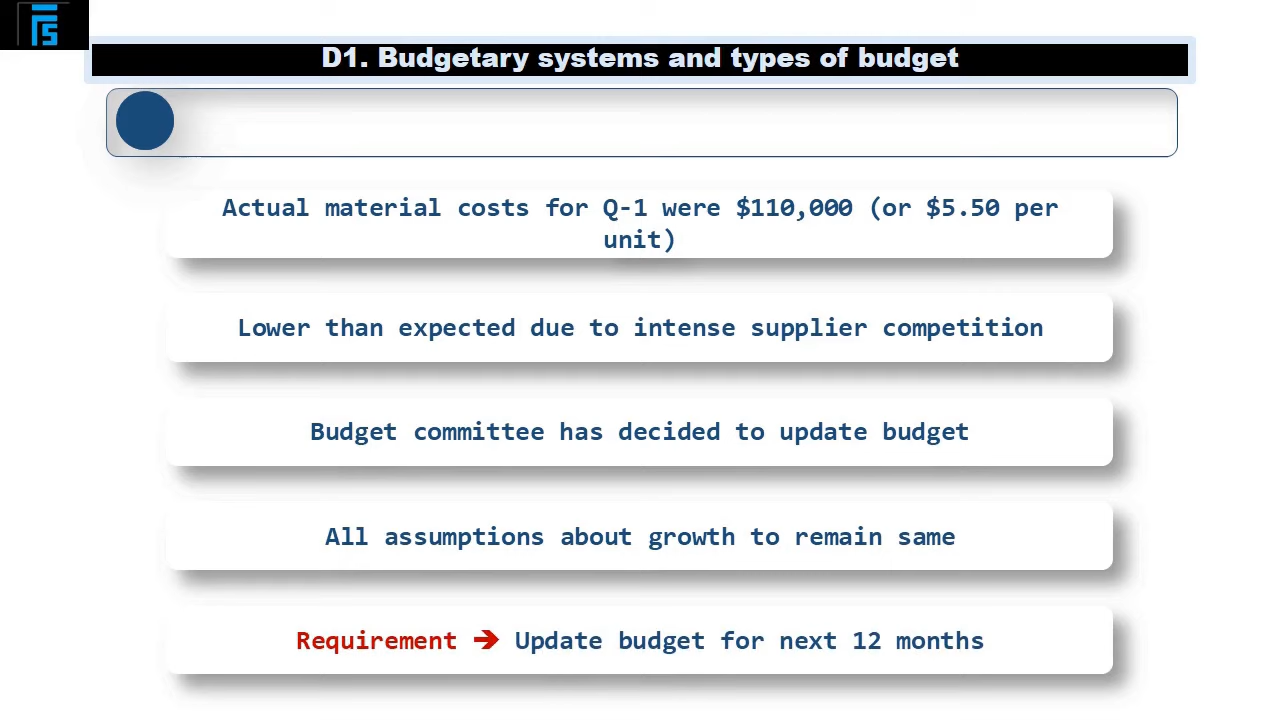 D1. Budgetary systems and types of budget
Actual material costs for Q-1 were $110,000 (or $5.50 per
unit)
Lower than expected due to intense supplier competition
Budget committee has decided to update budget
All assumptions about growth to remain same
Requirement ➔ Update budget for next 12 months